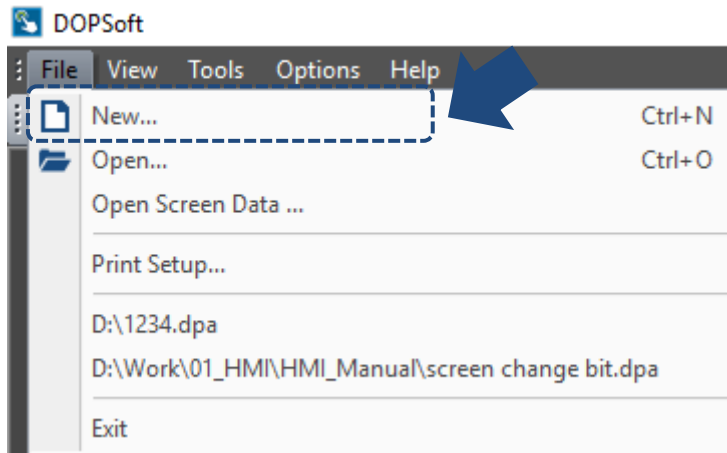 DOPSoft
File View Tools Options Help
New... Ctrl+N
Open... Ctrl+O
Open Screen Data ...
Print Setup...
D:\1234.dpa
D:\Work\01_HMI\HMI_Manual\screen change bit.dpa
Exit